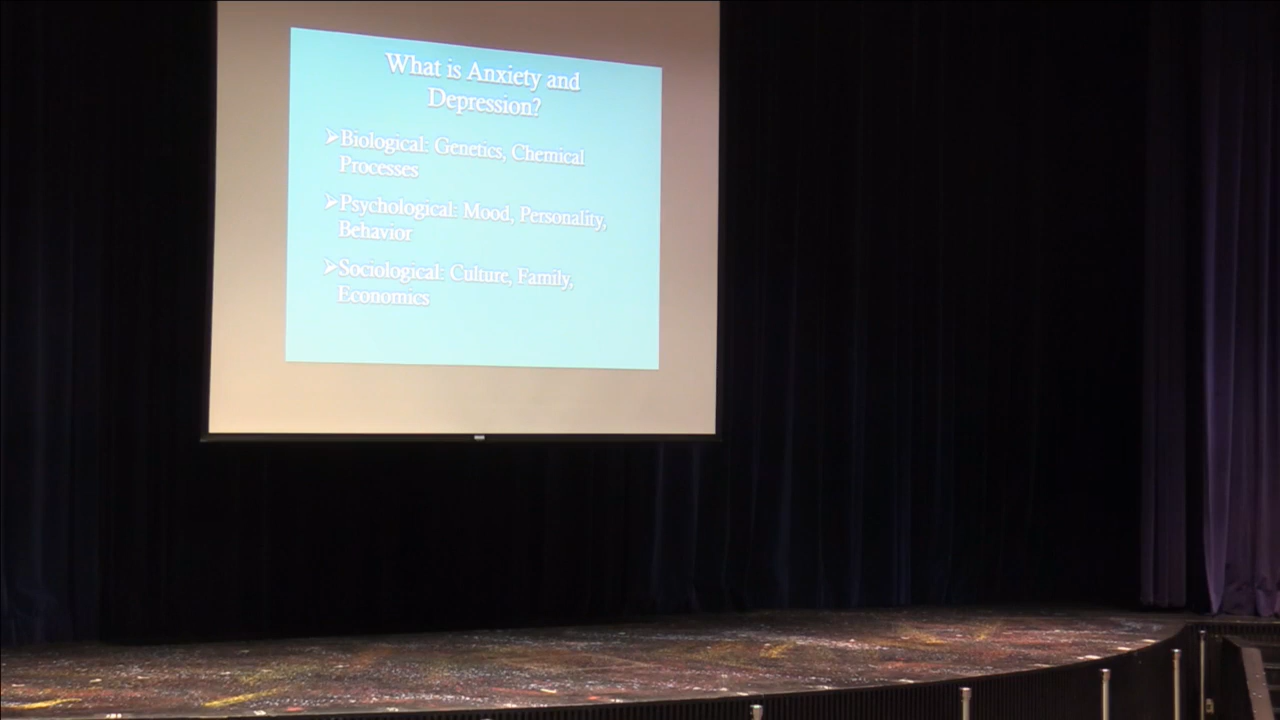 What is Anxiety and
Depression?
➢Biological: Genetics, Chemical
Processes
➢Psychological: Mood, Personality,
Behavior
➢Sociological: Culture, Family,
Economics